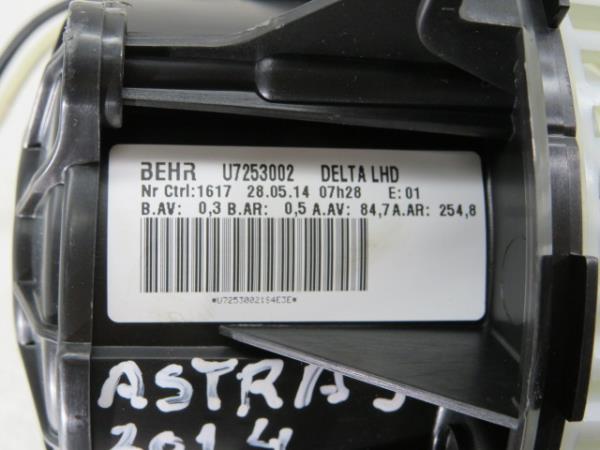 BEHR U7253002 DELTA LHD
Nr Ctrl:1617 28.05.14 07h28 E:01
B.AV: 0,3 B.AR: 0,5 A.AV: 84,7 A.AR: 254,8
*U7253002194E3E*
ASTRA J
2014